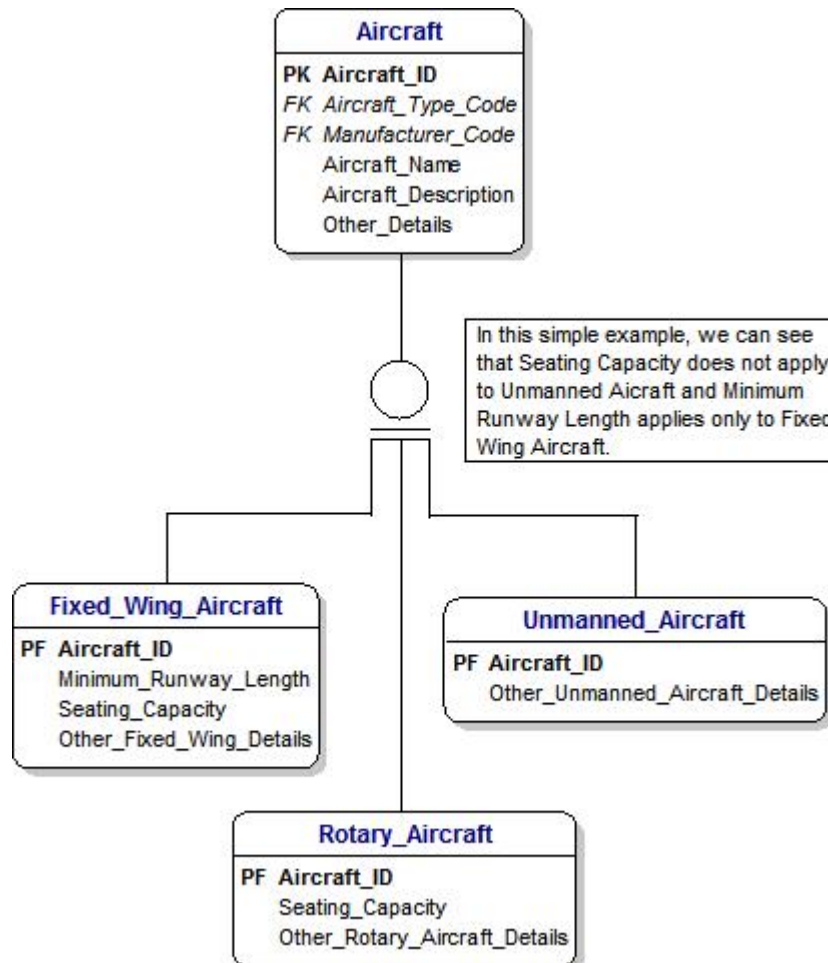 Aircraft
PK Aircraft_ID
FK Aircraft_Type_Code
FK Manufacturer_Code
Aircraft_Name
Aircraft_Description
Other_Details
In this simple example, we can see
that Seating Capacity does not apply
to Unmanned Aicraft and Minimum
Runway Length applies only to Fixed
Wing Aircraft.
Fixed_Wing_Aircraft
PF Aircraft_ID
Minimum_Runway_Length
Seating_Capacity
Other_Fixed_Wing_Details
Unmanned_Aircraft
PF Aircraft_ID
Other_Unmanned_Aircraft_Details
Rotary_Aircraft
PF Aircraft_ID
Seating_Capacity
Other_Rotary_Aircraft_Details